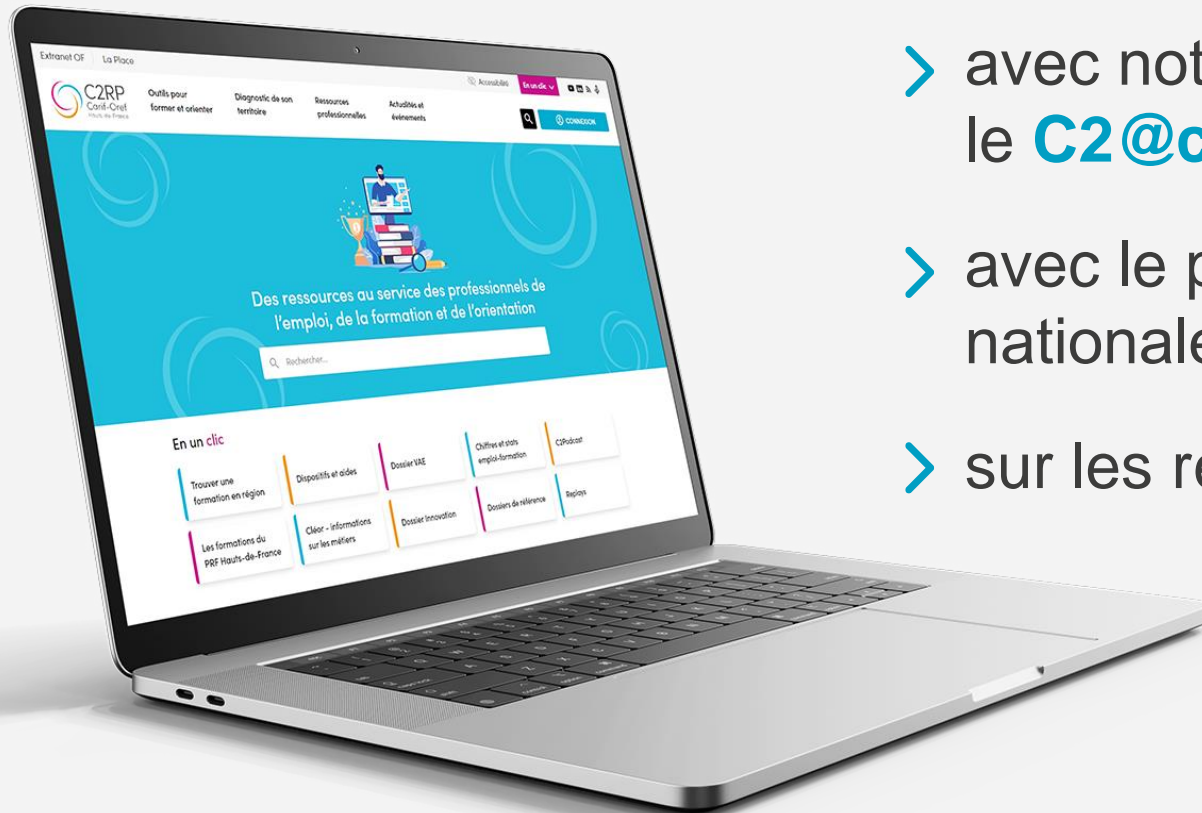 Extranet OF La Place
Accessibilité En un clic
C2RP
Carif-Oref
Hauts-de-France
Outils pour
former et orienter
Diagnostic de son
territoire
Ressources
professionnelles
Actualités et
événements
CONNEXION
Des ressources au service des professionnels de
l'emploi, de la formation et de l'orientation
Rechercher...
En un clic
Trouver une
formation en région
Dispositifs et aides
Dossier VAE
Chiffres et stats
emploi-formation
C2Podcast
Les formations du
PRF Hauts-de-France
Cléor - informations
sur les métiers
Dossier Innovation
Dossiers de référence
Replays
avec not
le C2@c
avec le p
nationale
sur les re